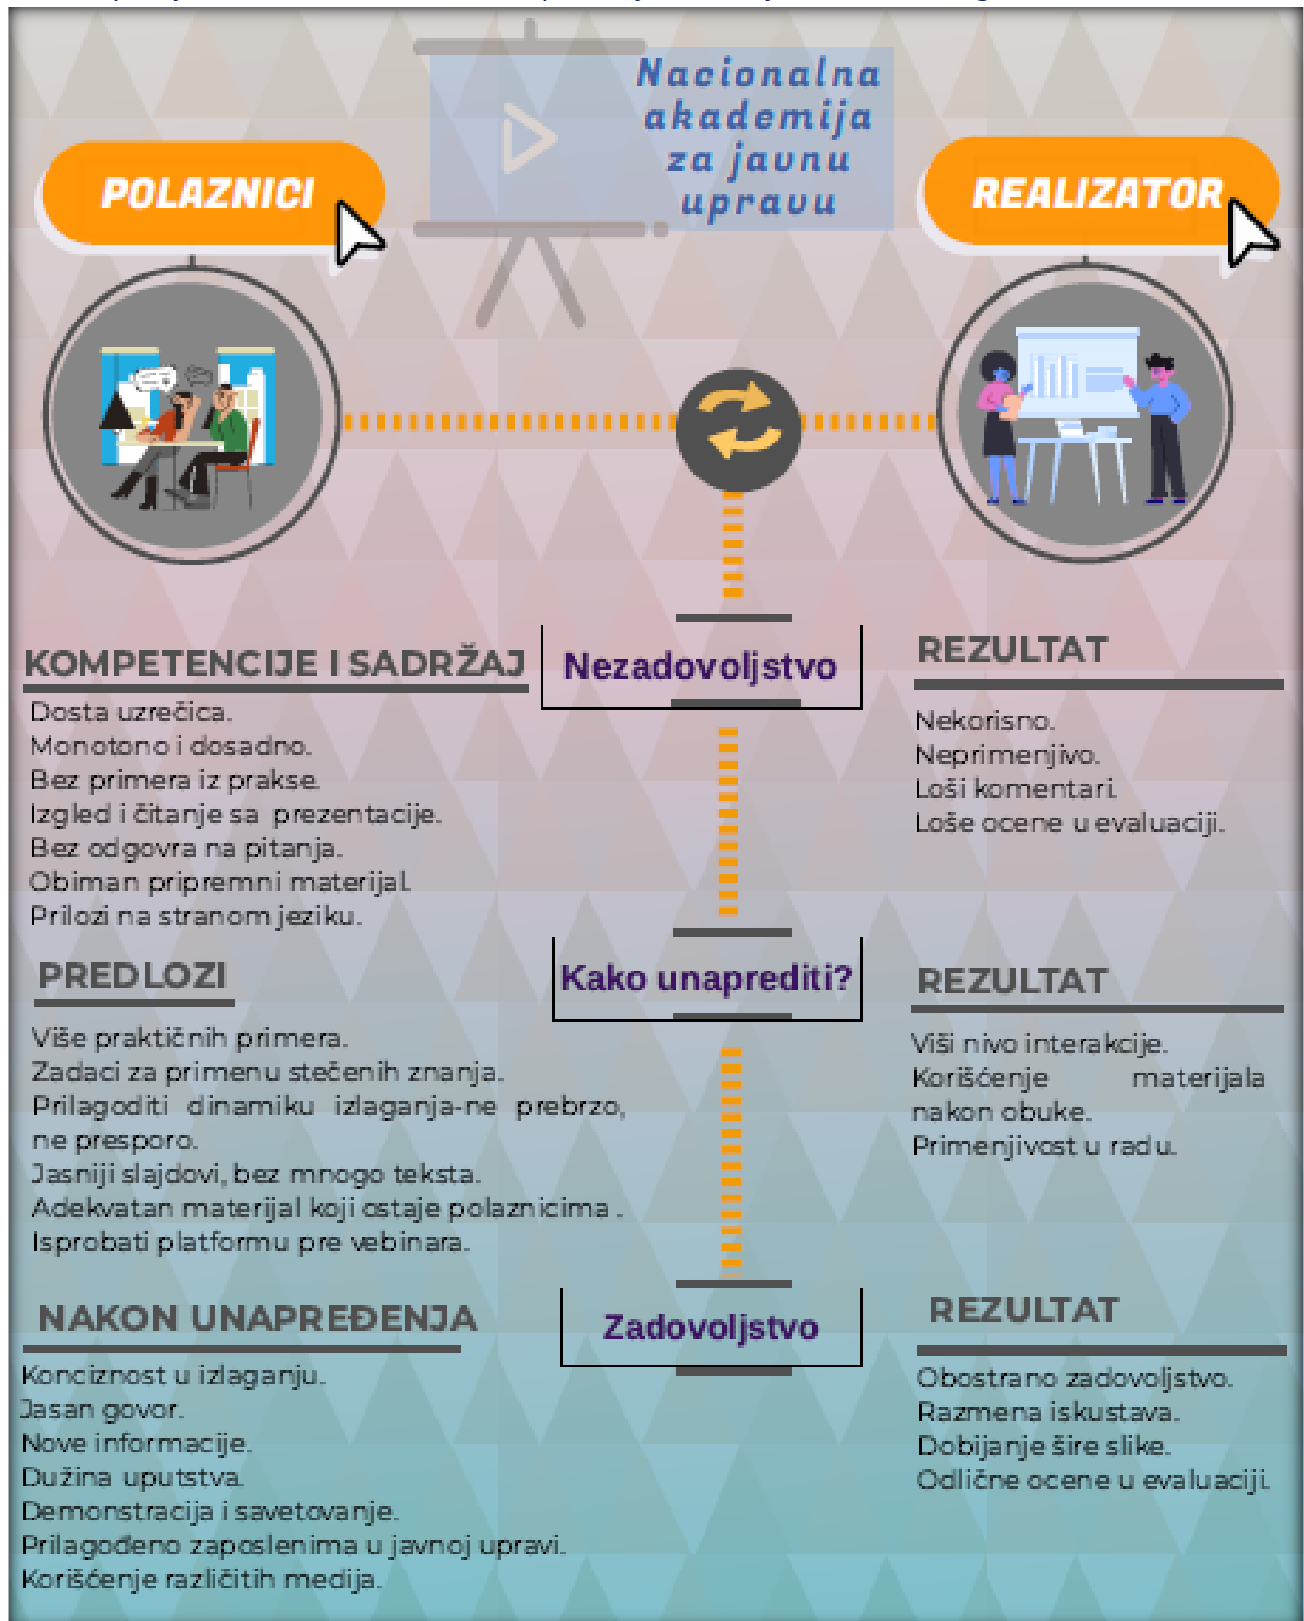 Nacionalna
akademija
za javnu
upravu
POLAZNICI
REALIZATOR
KOMPETENCIJE I SADRŽAJ
Dosta uzrečica.
Monotono i dosadno.
Bez primera iz prakse.
Izgled i čitanje sa prezentacije.
Bez odgovra na pitanja.
Obiman pripremni materijal.
Prilozi na stranom jeziku.
Nezadovoljstvo
REZULTAT
Nekorisno.
Neprimenjivo.
Loši komentari.
Loše ocene u evaluaciji.
PREDLOZI
Više praktičnih primera.
Zadaci za primenu stečenih znanja.
Prilagoditi dinamiku izlaganja-ne prebrzo,
ne presporo.
Jasniji slajdovi, bez mnogo teksta.
Adekvatan materijal koji ostaje polaznicima .
Isprobati platformu pre vebinara.
Kako unaprediti?
REZULTAT
Viši nivo interakcije.
Korišćenje materijala
nakon obuke.
Primenjivost u radu.
NAKON UNAPREĐENJA
Konciznost u izlaganju.
Jasan govor.
Nove informacije.
Dužina uputstva.
Demonstracija i savetovanje.
Prilagođeno zaposlenima u javnoj upravi.
Korišćenje različitih medija.
Zadovoljstvo
REZULTAT
Obostrano zadovoljstvo.
Razmena iskustava.
Dobijanje šire slike.
Odlične ocene u evaluaciji.